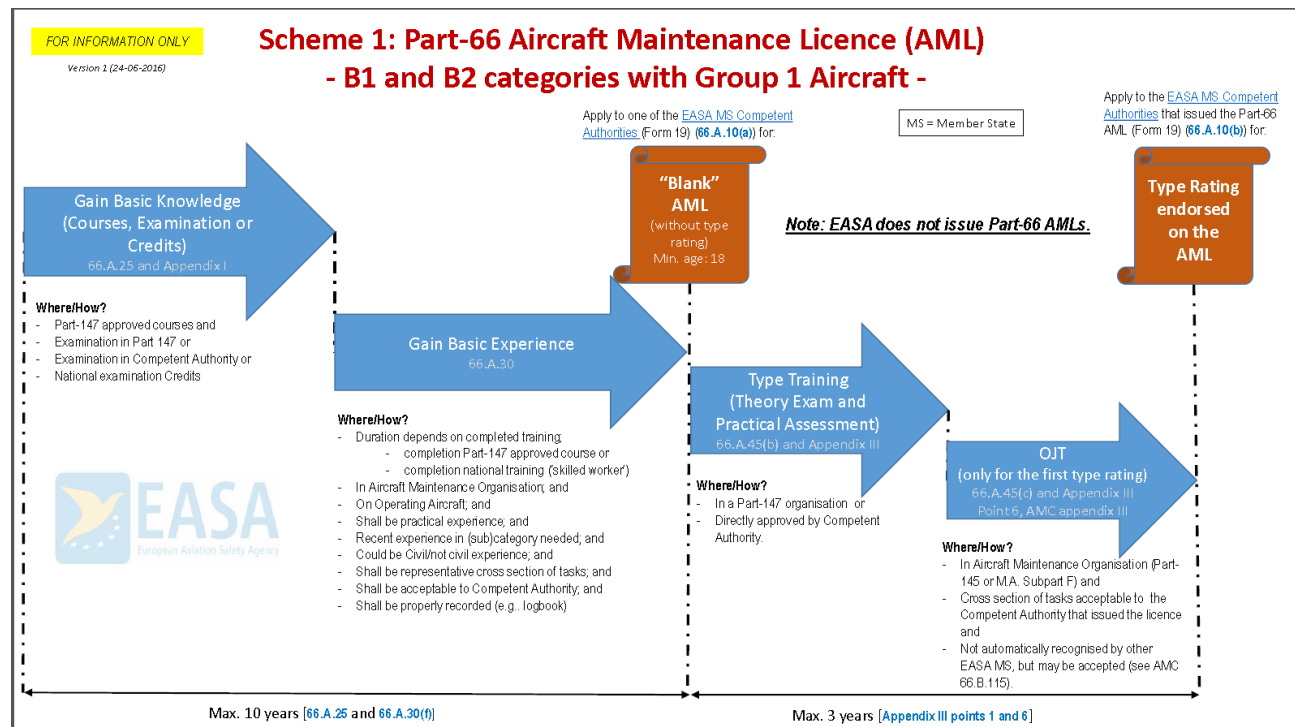 FOR INFORMATION ONLY
Version 1 (24-06-2016)
Scheme 1: Part-66 Aircraft Maintenance Licence (AML)
- B1 and B2 categories with Group 1 Aircraft -
Apply to one of the EASA MS Competent
Authorities (Form 19) (66.A.10(a)) for:
MS = Member State
Apply to the EASA MS Competent
Authorities that issued the Part-66
AML (Form 19) (66.A.10(b)) for:
"Blank"
AML
(without type
rating)
Min. age: 18
Note: EASA does not issue Part-66 AMLs.
Type Rating
endorsed
on the
AML
Gain Basic Knowledge
(Courses, Examination or
Credits)
66.A.25 and Appendix I
Where/How?
- Part-147 approved courses and
- Examination in Part 147 or
- Examination in Competent Authority or
- National examination Credits
Gain Basic Experience
66.A.30
Where/How?
- Duration depends on completed training;
- completion Part-147 approved course or
- completion national training ('skilled worker')
- In Aircraft Maintenance Organisation; and
- On Operating Aircraft; and
- Shall be practical experience; and
- Recent experience in (sub)category needed; and
- Could be Civil/not civil experience; and
- Shall be representative cross section of tasks; and
- Shall be acceptable to Competent Authority; and
- Shall be properly recorded (e.g.. logbook)
Type Training
(Theory Exam and
Practical Assessment)
66.A.45(b) and Appendix III
Where/How?
- In a Part-147 organisation or
- Directly approved by Competent
Authority.
OJT
(only for the first type rating)
66.A.45(c) and Appendix III
Point 6, AMC appendix III
Where/How?
- In Aircraft Maintenance Organisation (Part-
145 or M.A. Subpart F) and
- Cross section of tasks acceptable to the
Competent Authority that issued the licence
and
- Not automatically recognised by other
EASA MS, but may be accepted (see AMC
66.B.115).
EASA
European Aviation Safety Agency
Max. 10 years [66.A.25 and 66.A.30(f)]
Max. 3 years [Appendix III points 1 and 6]